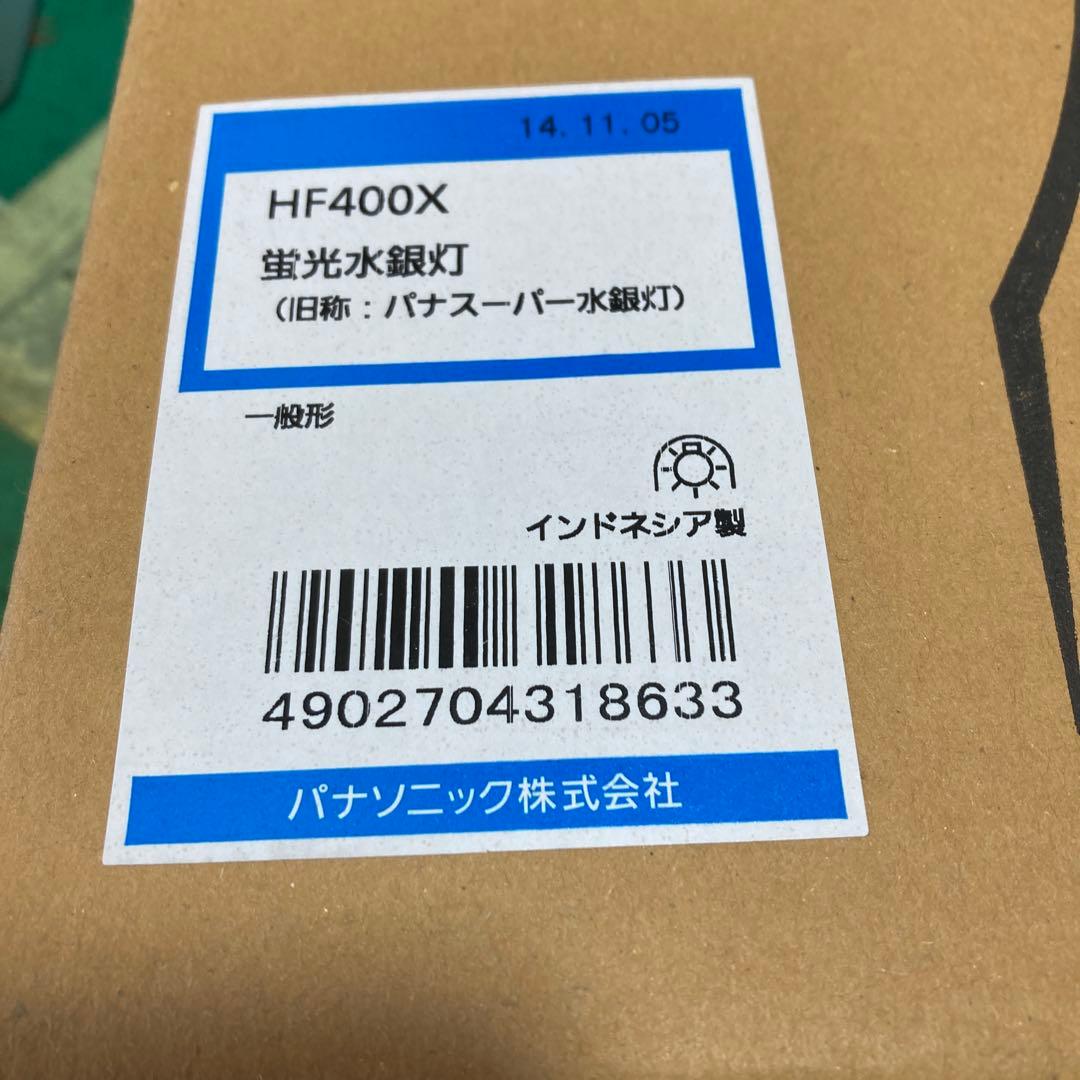 14.11.05
HF400X
蛍光水銀灯
（旧称：パナスーパー水銀灯）
一般形
インドネシア製
4902704318633
パナソニック株式会社